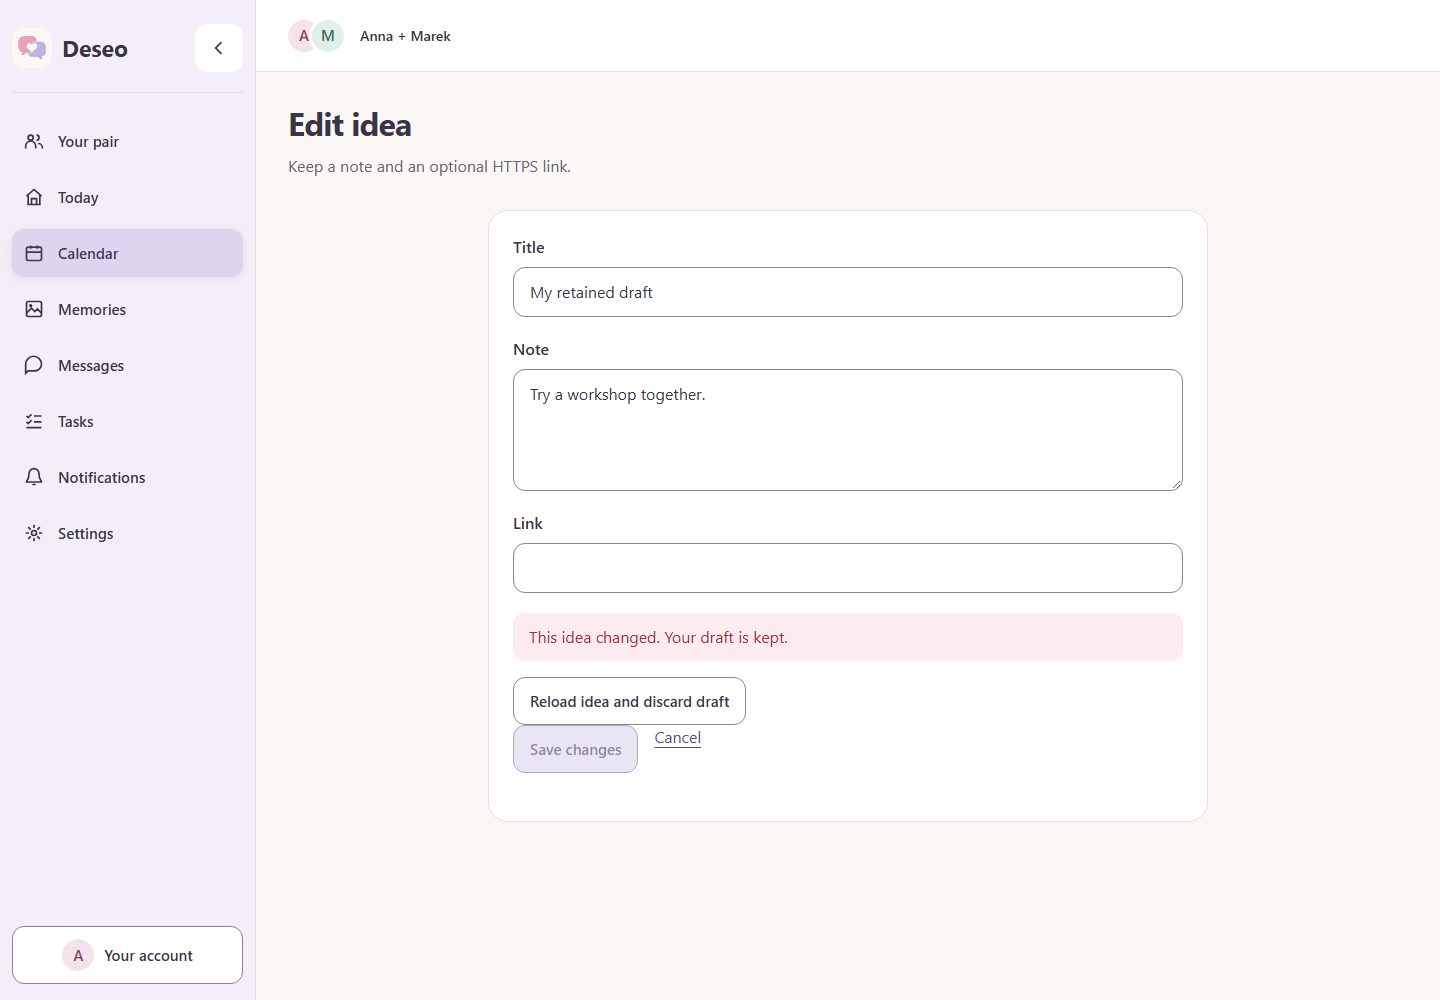 Deseo
Your pair
Today
Calendar
Memories
Messages
Tasks
Notifications
Settings
A Your account
A M Anna + Marek
Edit idea
Keep a note and an optional HTTPS link.
Title
My retained draft
Note
Try a workshop together.
Link
This idea changed. Your draft is kept.
Reload idea and discard draft
Save changes Cancel